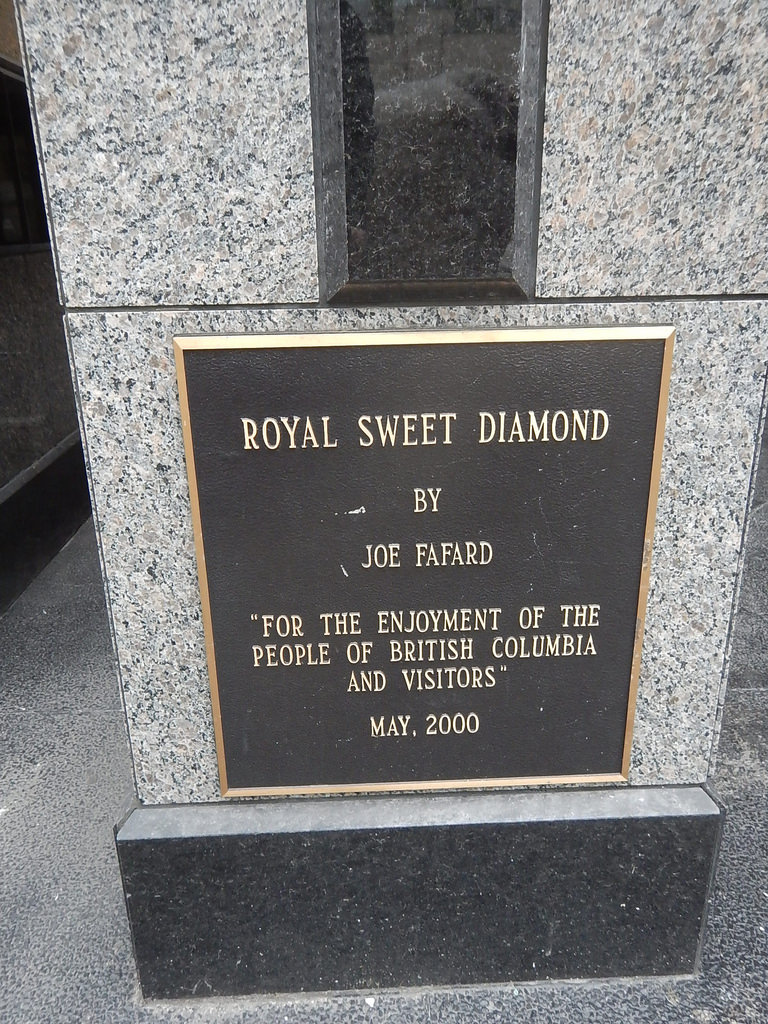 ROYAL SWEET DIAMOND
BY
JOE FAFARD
"FOR THE ENJOYMENT OF THE
PEOPLE OF BRITISH COLUMBIA
AND VISITORS"
MAY, 2000